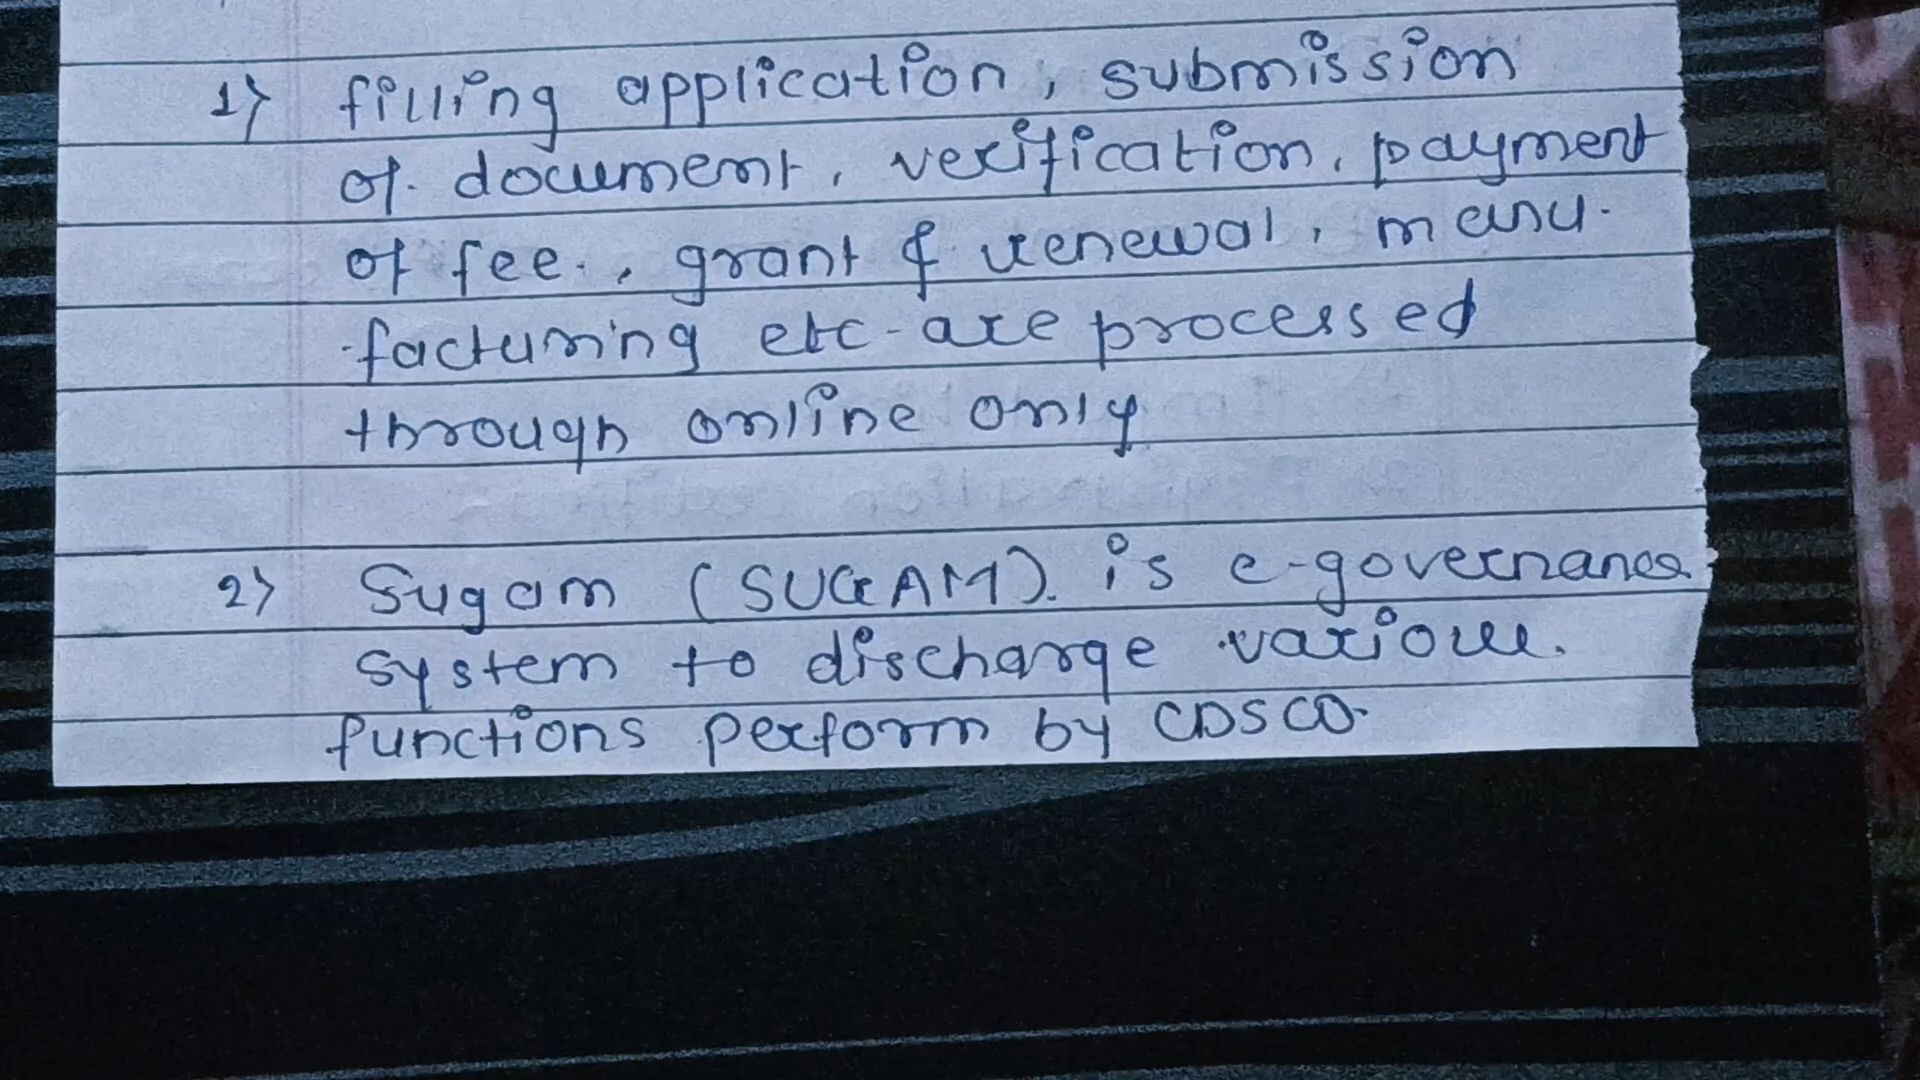 1) filling application, submission
of document, verification, payment
of fee., grant & renewal, manu-
-facturing etc-are processed
through online only
2) Sugam (SUGAM). is e-governance
system to discharge various.
functions perform by CDSCO.